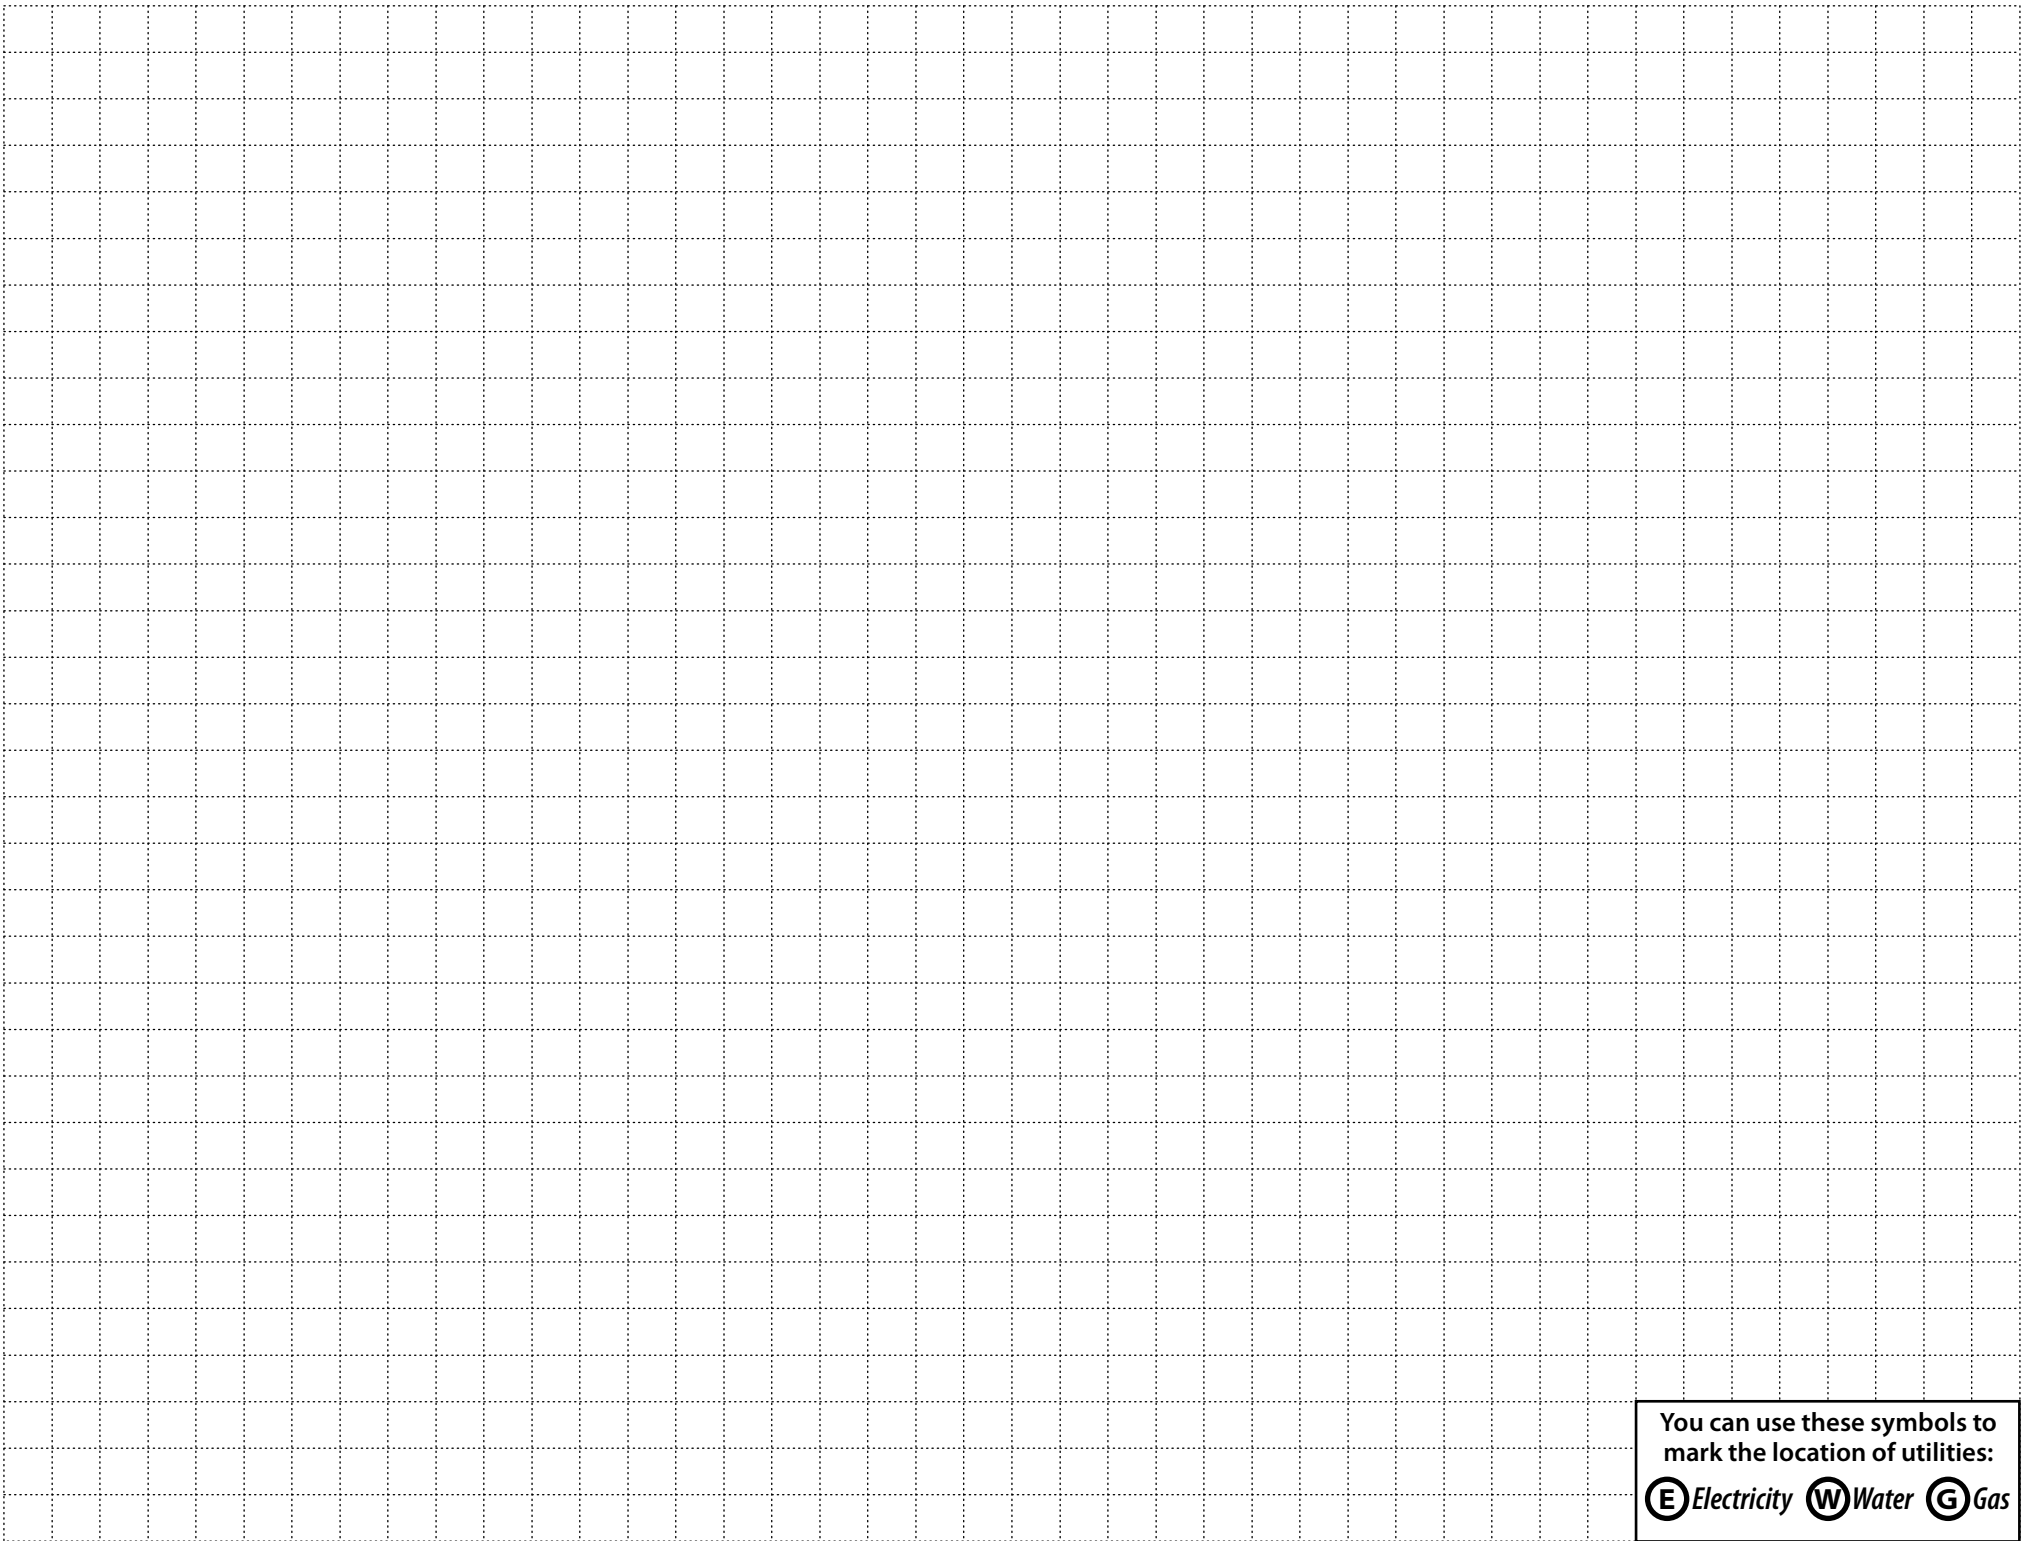 You can use these symbols to
mark the location of utilities:
E Electricity W Water G Gas